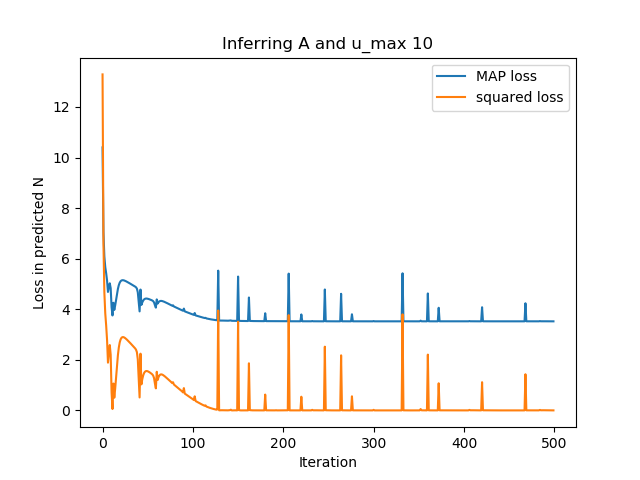 Inferring A and u_max 10
MAP loss
squared loss
Loss in predicted N
12
10
8
6
4
2
0
0 100 200 300 400 500
Iteration